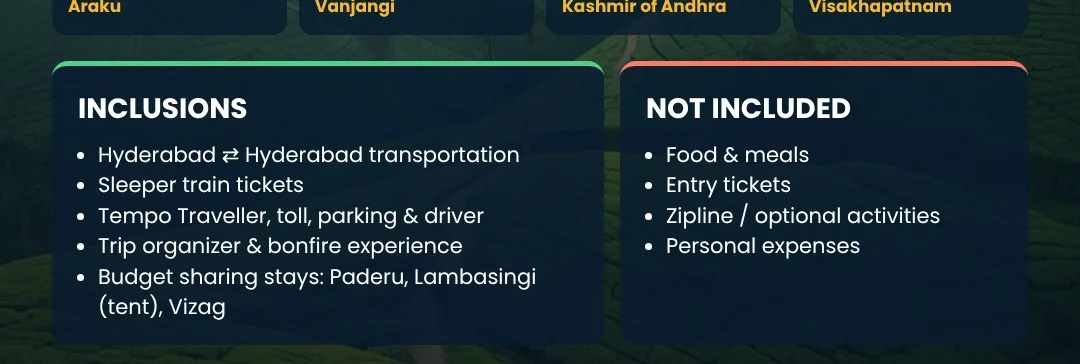 Araku
Vanjangi
Kashmir of Andhra
Visakhapatnam
INCLUSIONS
• Hyderabad ⇄ Hyderabad transportation
• Sleeper train tickets
• Tempo Traveller, toll, parking & driver
• Trip organizer & bonfire experience
• Budget sharing stays: Paderu, Lambasingi
(tent), Vizag
NOT INCLUDED
• Food & meals
• Entry tickets
• Zipline / optional activities
• Personal expenses